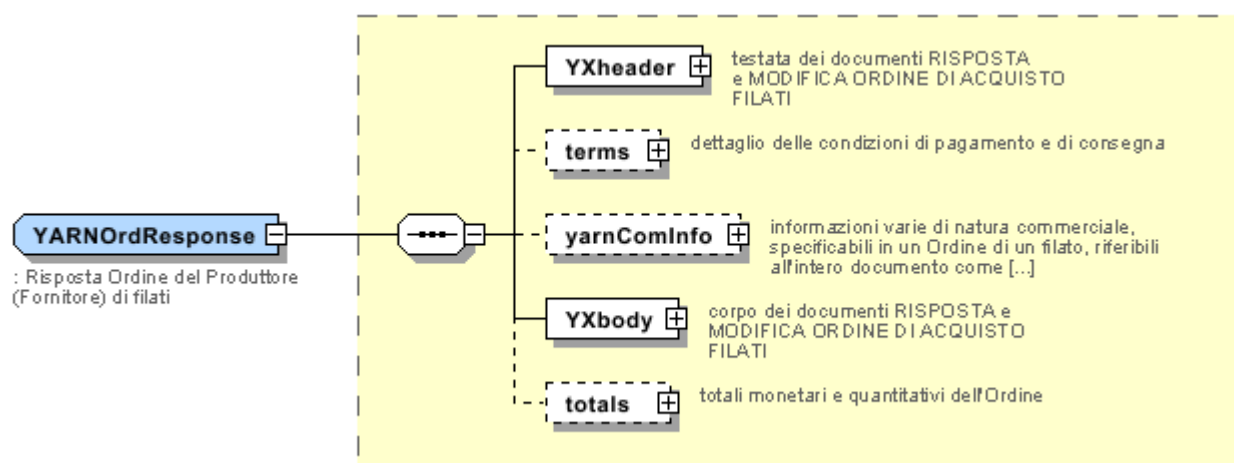 YXheader
testata dei documenti RISPOSTA
e MODIFICA ORDINE DI ACQUISTO
FILATI
terms
dettaglio delle condizioni di pagamento e di consegna
YARNOrdResponse
: Risposta Ordine del Produttore
(Fornitore) di filati
yarnComInfo
informazioni varie di natura commerciale,
specificabili in un Ordine di un filato, riferibili
all'intero documento come [...]
YXbody
corpo dei documenti RISPOSTA e
MODIFICA ORDINE DI ACQUISTO
FILATI
totals
totali monetari e quantitativi dell'Ordine